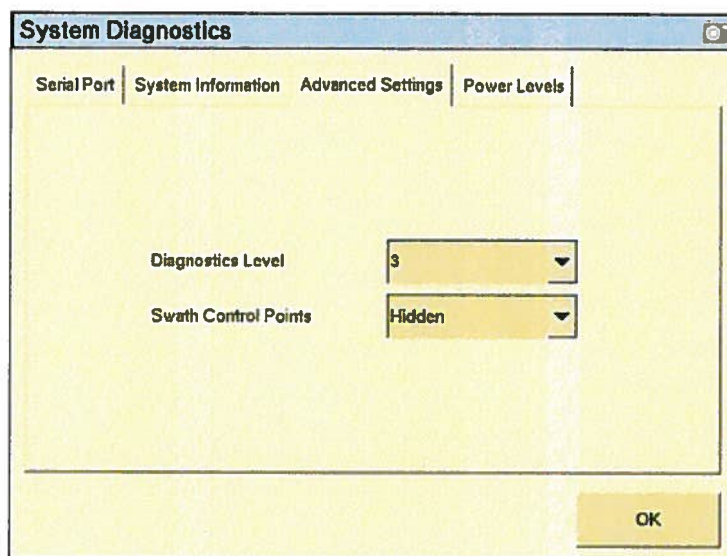 System Diagnostics
Serial Port System Information Advanced Settings Power Levels
Diagnostics Level 3
Swath Control Points Hidden
OK